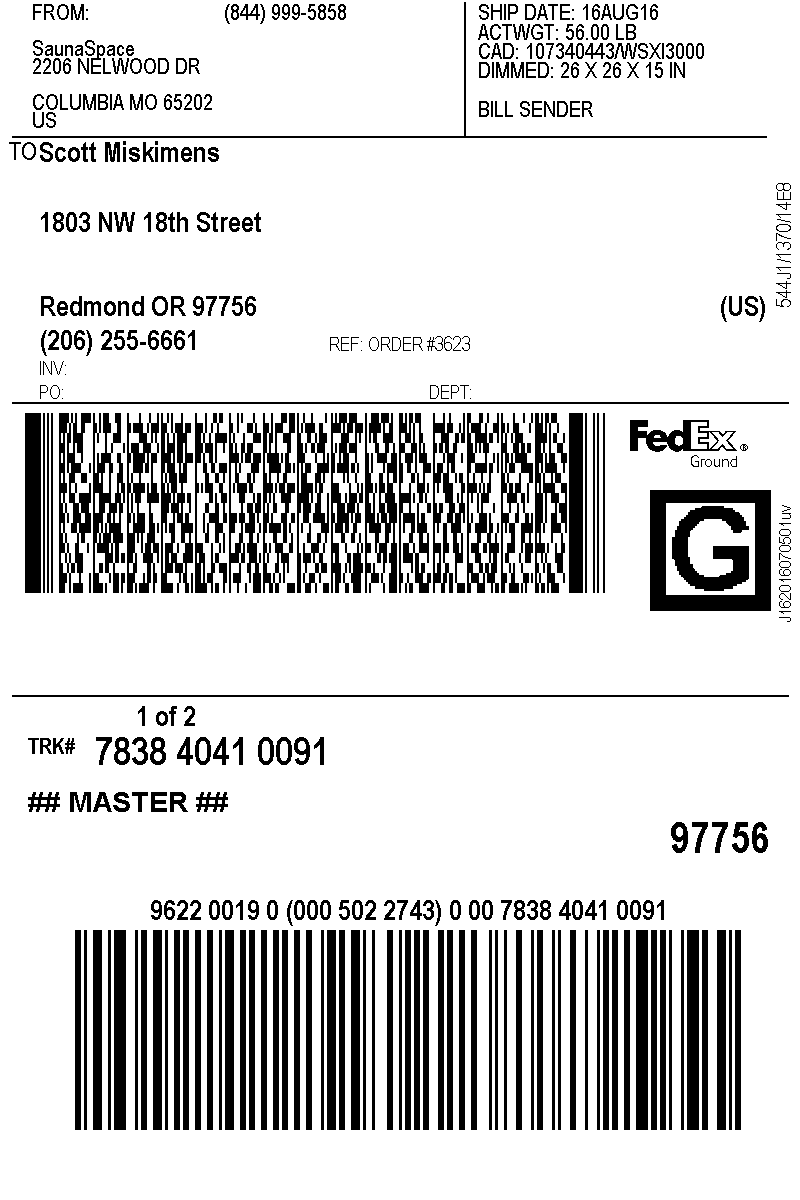 FROM: (844) 999-5858
SaunaSpace
2206 NELWOOD DR
COLUMBIA MO 65202
US
SHIP DATE: 16AUG16
ACTWGT: 56.00 LB
CAD: 107340443/WSXI3000
DIMMED: 26 X 26 X 15 IN
BILL SENDER
TO Scott Miskimens
1803 NW 18th Street
Redmond OR 97756 (US)
(206) 255-6661 REF: ORDER #3623
INV:
PO: DEPT:
544J1/1370/14E8
FedEx®
Ground
G
J162016070501uv
1 of 2
TRK# 7838 4041 0091
## MASTER ##
97756
9622 0019 0 (000 502 2743) 0 00 7838 4041 0091